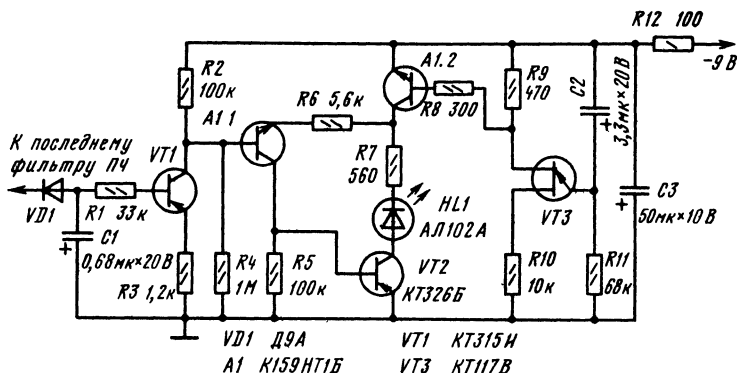 R12 100
-9 В
R2
100к
A1.2
R9
470
C2
3,3мк×20В
R6 5,6к
R8 300
A1 1
К последнему
фильтру ПЧ
VT1
R7
560
VD1
R1 33к
HL1
АЛ102А
VT3
C3
50мк×10В
C1
0,68мк×20В
R3 1,2к
R4
1М
R5
100к
VT2
КТ326Б
R10
10к
R11
68к
VD1 Д9А VT1 КТ315И
А1 К159НТ1Б VT3 КТ117В